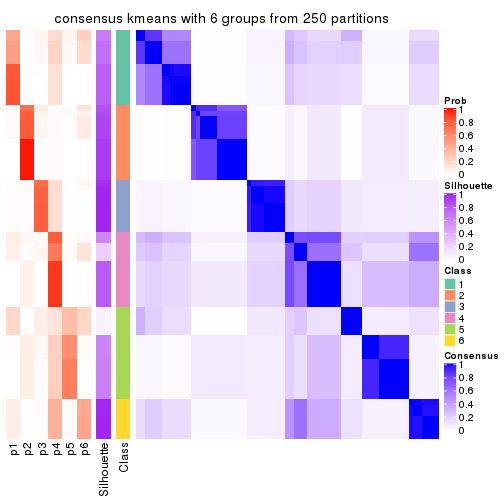 consensus kmeans with 6 groups from 250 partitions
Prob
1
0.8
0.6
0.4
0.2
0
Silhouette
1
0.8
0.6
0.4
0.2
0
Class
1
2
3
4
5
6
Consensus
1
0.8
0.6
0.4
0.2
0
p1
p2
p3
p4
p5
p6
Silhouette
Class